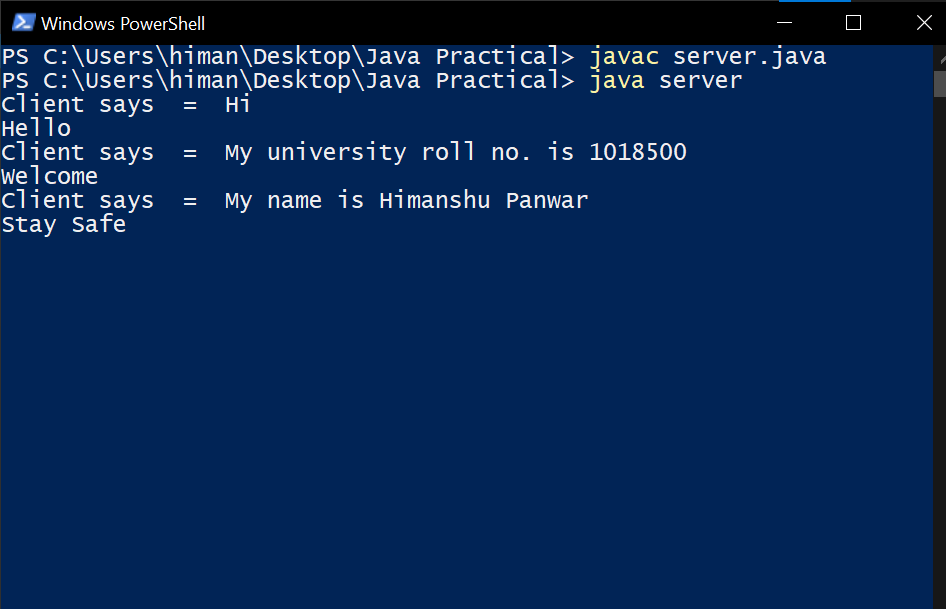 Windows PowerShell
PS C:\Users\himan\Desktop\Java Practical> javac server.java
PS C:\Users\himan\Desktop\Java Practical> java server
Client says  =  Hi
Hello
Client says  =  My university roll no. is 1018500
Welcome
Client says  =  My name is Himanshu Panwar
Stay Safe